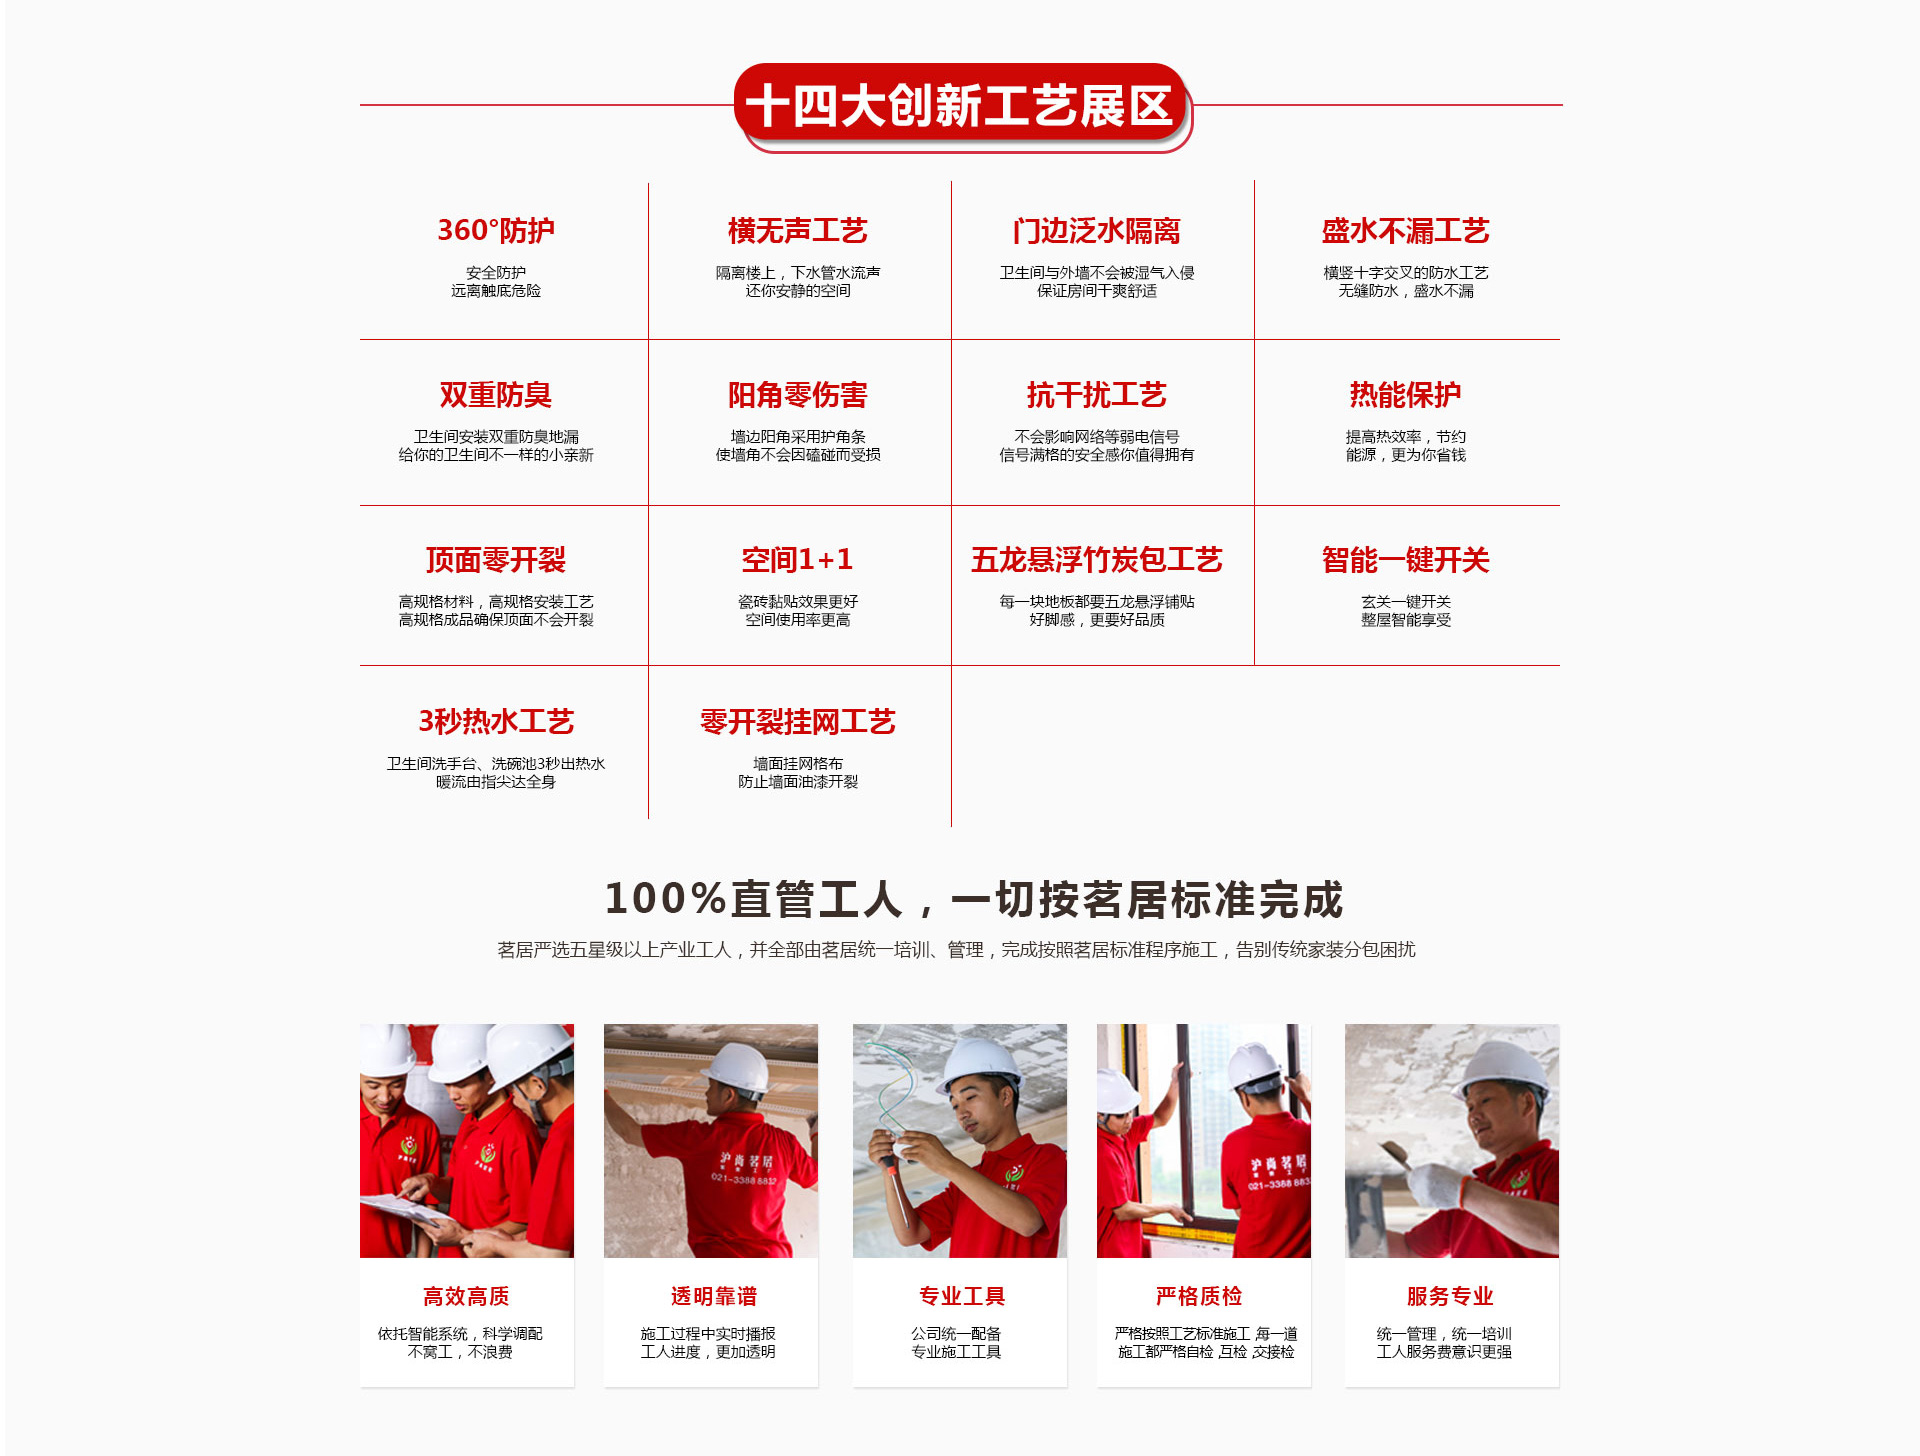 十四大创新工艺展区
360°防护
安全防护
远离触底危险
横无声工艺
隔离楼上，下水管水流声
还你安静的空间
门边泛水隔离
卫生间与外墙不会被湿气入侵
保证房间干爽舒适
盛水不漏工艺
横竖十字交叉的防水工艺
无缝防水，盛水不漏
双重防臭
卫生间安装双重防臭地漏
给你的卫生间不一样的小亲新
阳角零伤害
墙边阳角采用护角条
使墙角不会因磕碰而受损
抗干扰工艺
不会影响网络等弱电信号
信号满格的安全感你值得拥有
热能保护
提高热效率，节约
能源，更为你省钱
顶面零开裂
高规格材料，高规格安装工艺
高规格成品确保顶面不会开裂
空间1+1
瓷砖黏贴效果更好
空间使用率更高
五龙悬浮竹炭包工艺
每一块地板都要五龙悬浮铺贴
好脚感，更要好品质
智能一键开关
玄关一键开关
整屋智能享受
3秒热水工艺
卫生间洗手台、洗碗池3秒出热水
暖流由指尖达全身
零开裂挂网工艺
墙面挂网格布
防止墙面油漆开裂
100%直管工人，一切按茗居标准完成
茗居严选五星级以上产业工人，并全部由茗居统一培训、管理，完成按照茗居标准程序施工，告别传统家装分包困扰
沪尚茗居
021-3388 8832
沪尚茗居
021-3388 883
高效高质
依托智能系统，科学调配
不窝工，不浪费
透明靠谱
施工过程中实时播报
工人进度，更加透明
专业工具
公司统一配备
专业施工工具
严格质检
严格按照工艺标准施工,每一道
施工都严格自检,互检,交接检
服务专业
统一管理，统一培训
工人服务费意识更强